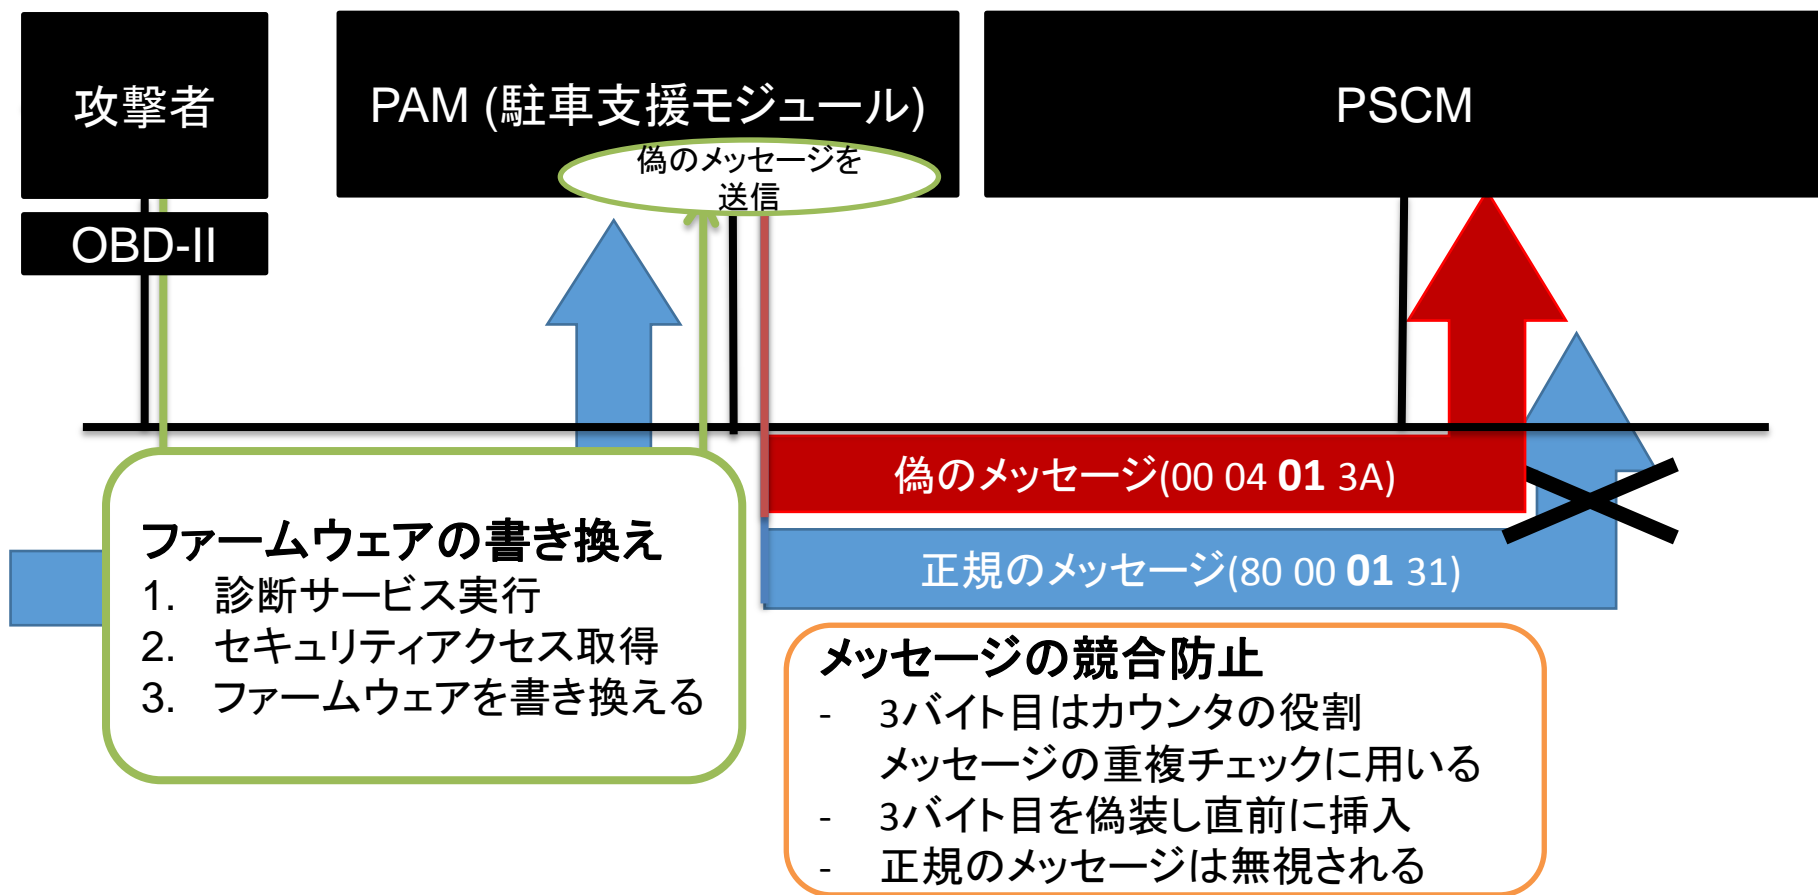 攻撃者
OBD-II
PAM (駐車支援モジュール)
偽のメッセージを
送信
PSCM
偽のメッセージ(00 04 01 3A)
正規のメッセージ(80 00 01 31)
ファームウェアの書き換え
1. 診断サービス実行
2. セキュリティアクセス取得
3. ファームウェアを書き換える
メッセージの競合防止
- 3バイト目はカウンタの役割
メッセージの重複チェックに用いる
- 3バイト目を偽装し直前に挿入
- 正規のメッセージは無視される